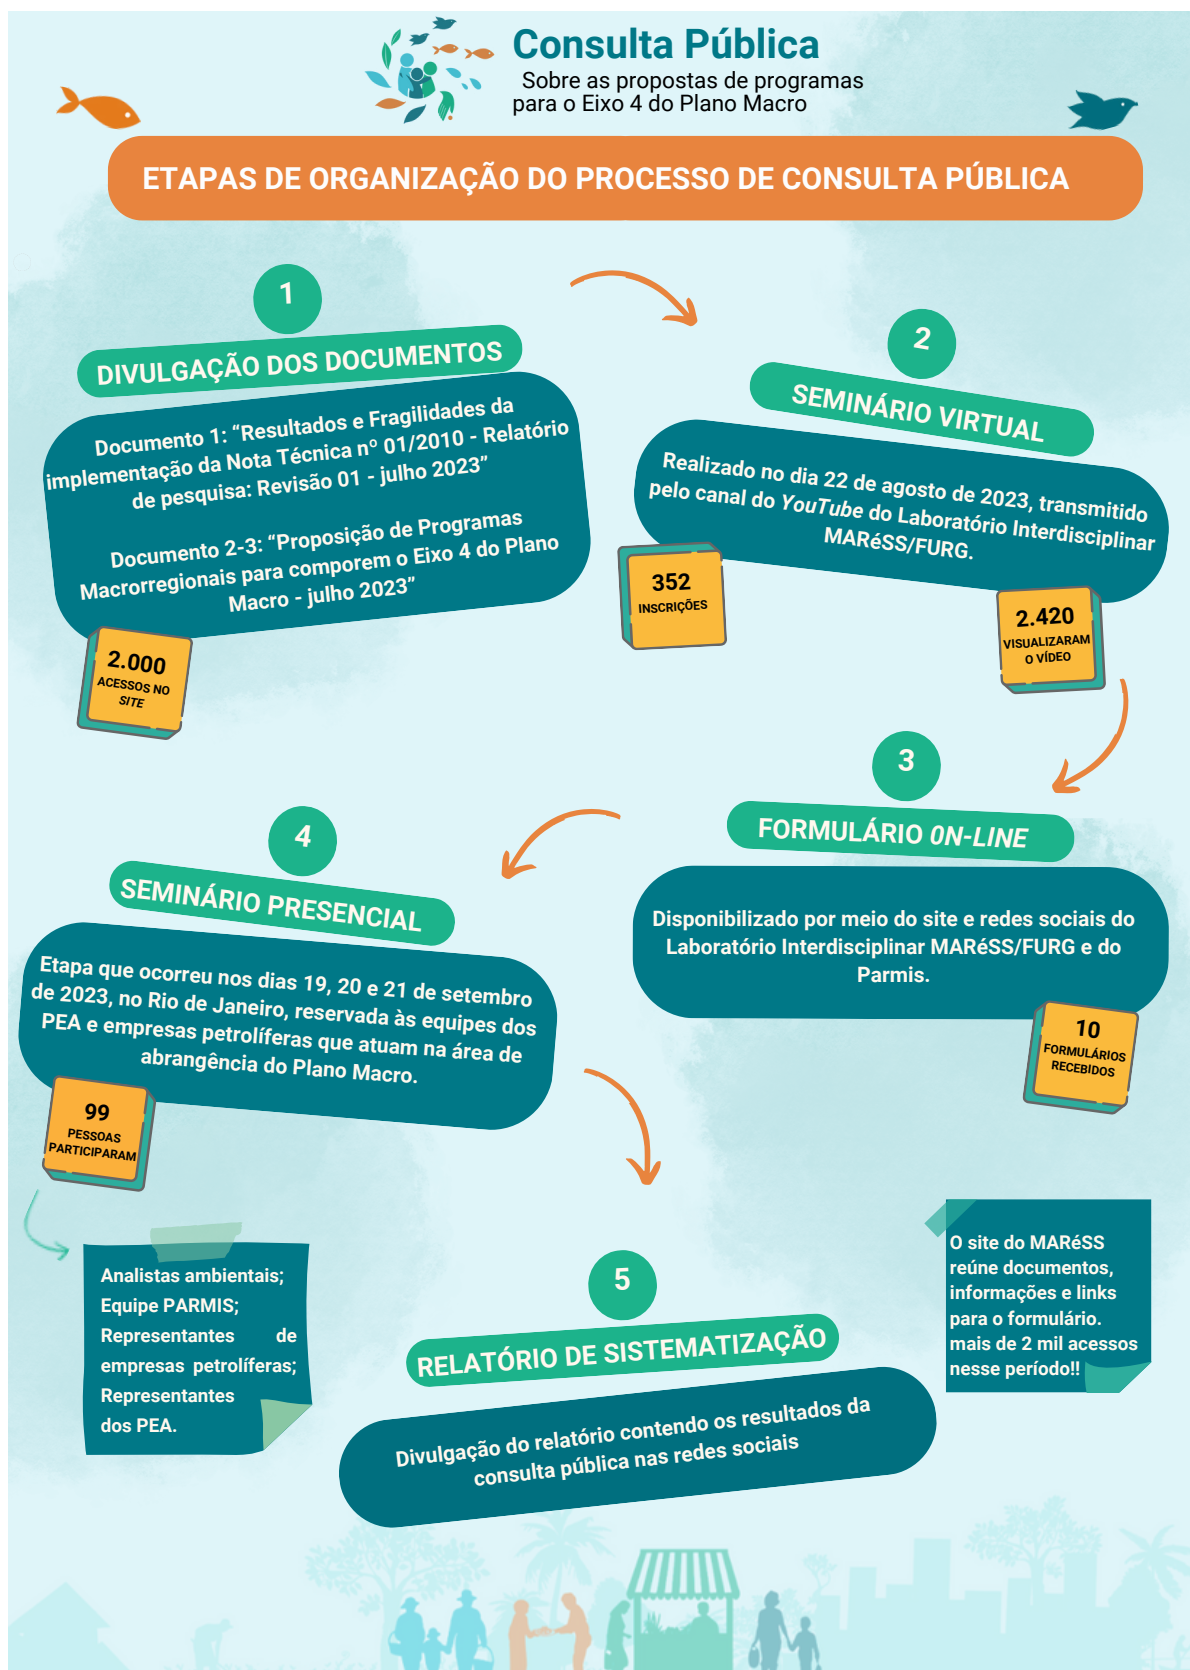 Consulta Pública
Sobre as propostas de programas
para o Eixo 4 do Plano Macro
ETAPAS DE ORGANIZAÇÃO DO PROCESSO DE CONSULTA PÚBLICA
1
DIVULGAÇÃO DOS DOCUMENTOS
Documento 1: “Resultados e Fragilidades da
implementação da Nota Técnica nº 01/2010 - Relatório
de pesquisa: Revisão 01 - julho 2023”
Documento 2-3: “Proposição de Programas
Macrorregionais para comporem o Eixo 4 do Plano
Macro - julho 2023”
2.000
ACESSOS NO
SITE
2
SEMINÁRIO VIRTUAL
Realizado no dia 22 de agosto de 2023, transmitido
pelo canal do YouTube do Laboratório Interdisciplinar
MARéSS/FURG.
352
INSCRIÇÕES
2.420
VISUALIZARAM
O VÍDEO
3
FORMULÁRIO 0N-LINE
Disponibilizado por meio do site e redes sociais do
Laboratório Interdisciplinar MARéSS/FURG e do
Parmis.
10
FORMULÁRIOS
RECEBIDOS
4
SEMINÁRIO PRESENCIAL
Etapa que ocorreu nos dias 19, 20 e 21 de setembro
de 2023, no Rio de Janeiro, reservada às equipes dos
PEA e empresas petrolíferas que atuam na área de
abrangência do Plano Macro.
99
PESSOAS
PARTICIPARAM
Analistas ambientais;
Equipe PARMIS;
Representantes de
empresas petrolíferas;
Representantes
dos PEA.
5
RELATÓRIO DE SISTEMATIZAÇÃO
Divulgação do relatório contendo os resultados da
consulta pública nas redes sociais
O site do MARéSS
reúne documentos,
informações e links
para o formulário.
mais de 2 mil acessos
nesse período!!